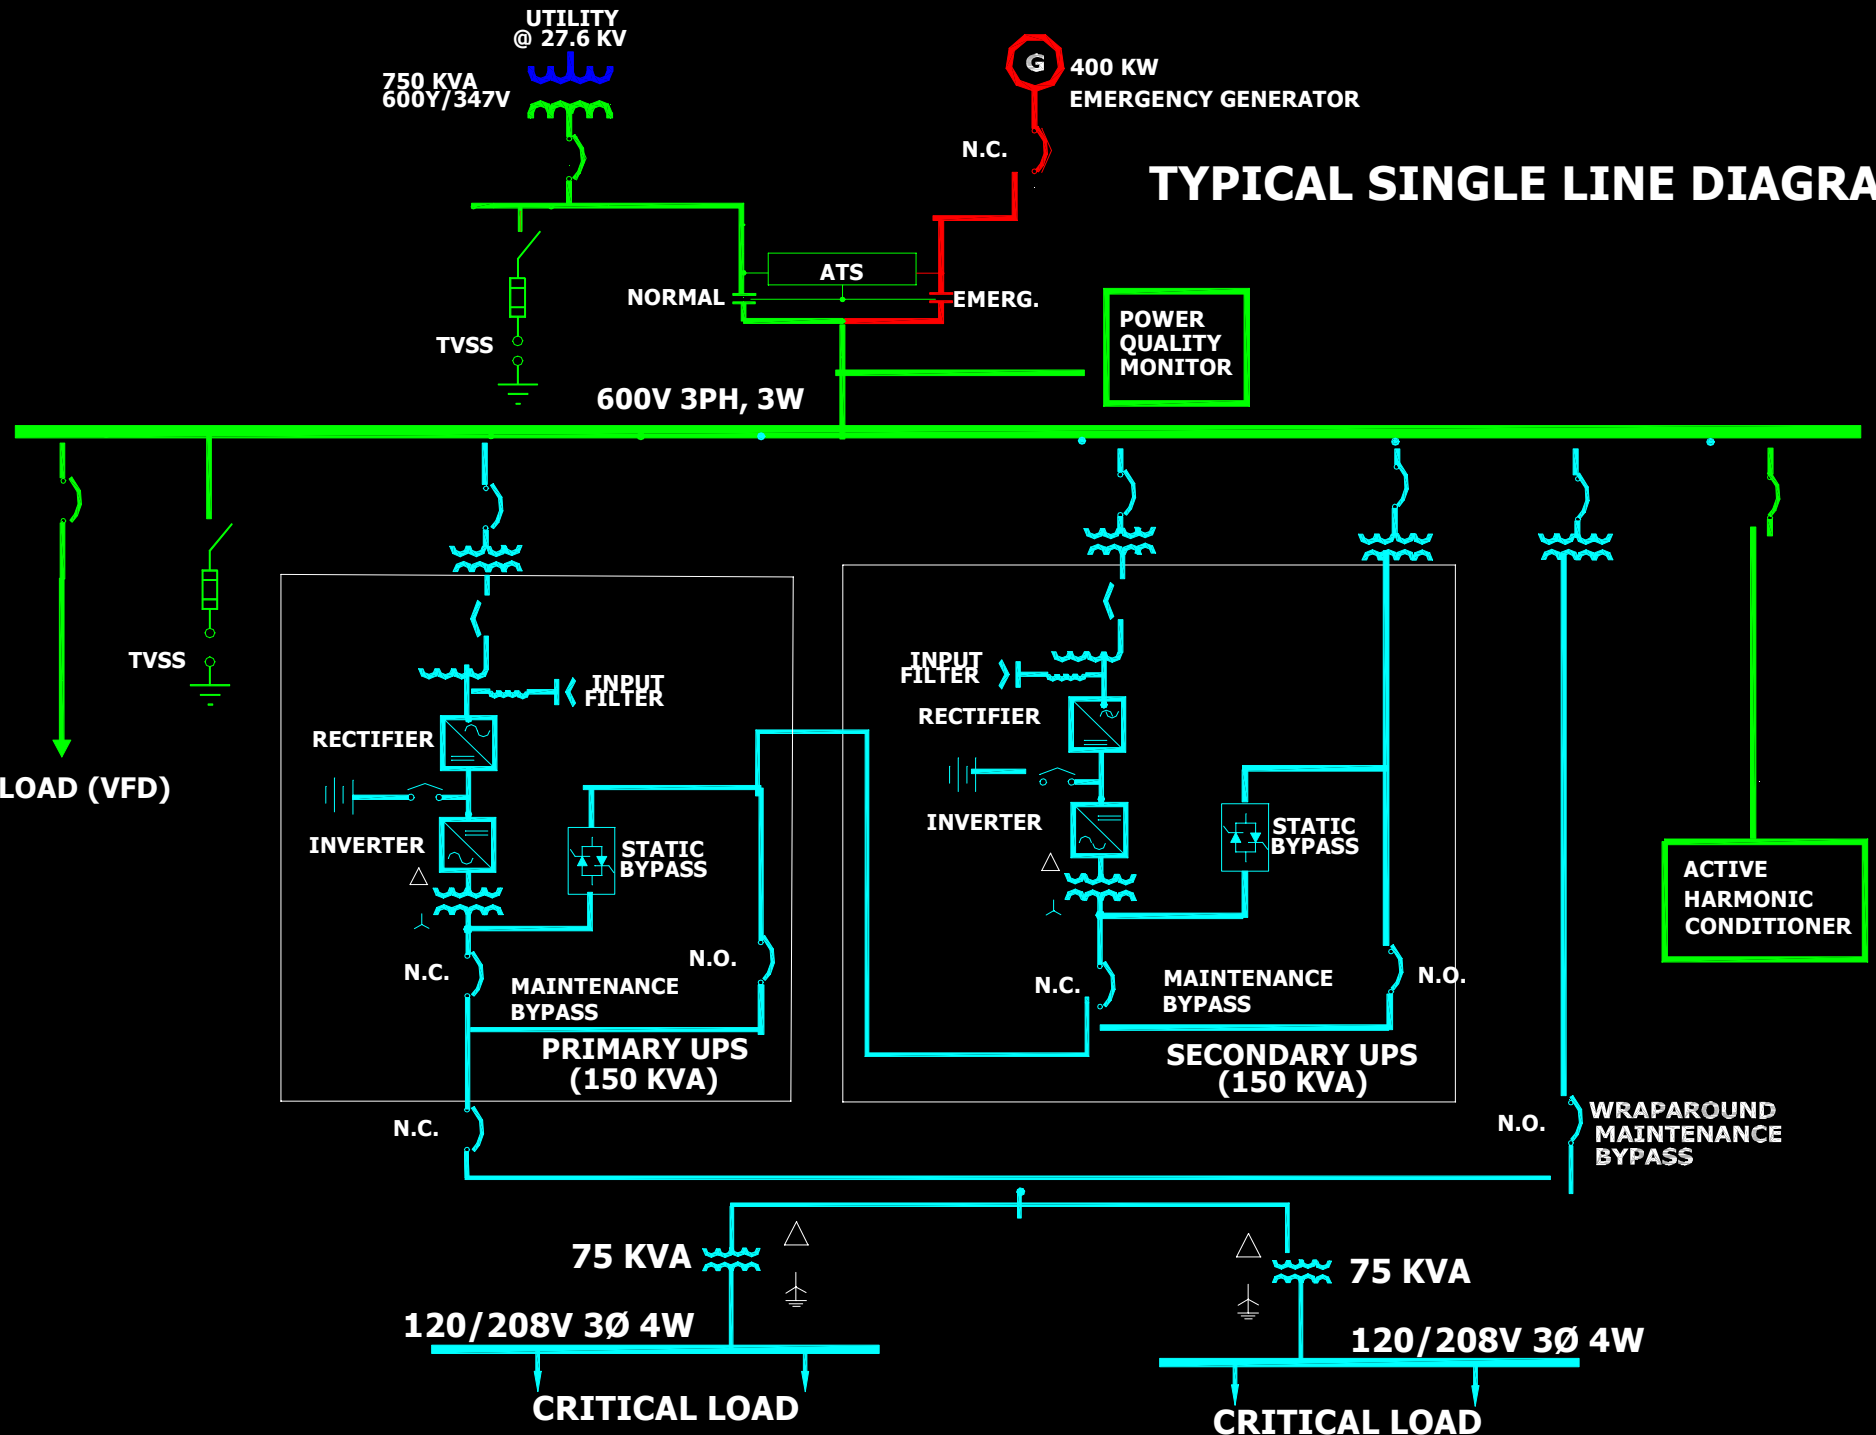 UTILITY
@ 27.6 KV
750 KVA
600Y/347V
G
400 KW
EMERGENCY GENERATOR
N.C.
TYPICAL SINGLE LINE DIAGRA
ATS
NORMAL
EMERG.
POWER
QUALITY
MONITOR
TVSS
600V 3PH, 3W
TVSS
LOAD (VFD)
INPUT
FILTER
RECTIFIER
INVERTER
STATIC
BYPASS
N.C.
N.O.
MAINTENANCE
BYPASS
PRIMARY UPS
(150 KVA)
INPUT
FILTER
RECTIFIER
INVERTER
STATIC
BYPASS
N.C.
MAINTENANCE
BYPASS
N.O.
SECONDARY UPS
(150 KVA)
ACTIVE
HARMONIC
CONDITIONER
N.C.
N.O.
WRAPAROUND
MAINTENANCE
BYPASS
75 KVA
75 KVA
120/208V 3Ø 4W
120/208V 3Ø 4W
CRITICAL LOAD
CRITICAL LOAD